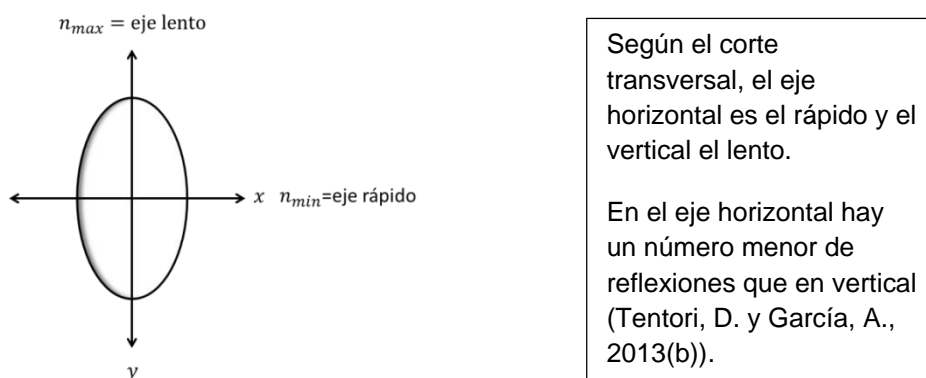 n_max = eje lento
x n_min=eje rápido
y
Según el corte
transversal, el eje
horizontal es el rápido y el
vertical el lento.
En el eje horizontal hay
un número menor de
reflexiones que en vertical
(Tentori, D. y García, A.,
2013(b)).